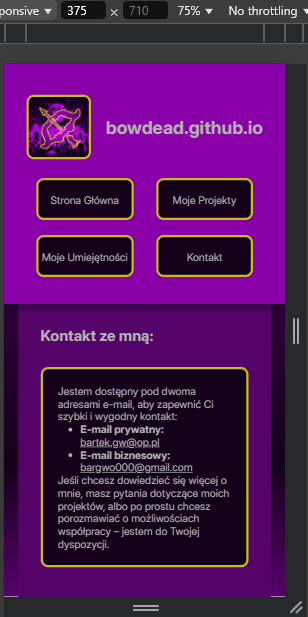 ponsive ▼ 375 × 710 75% ▼ No throttling
bowdead.github.io
Strona Główna Moje Projekty
Moje Umiejętności Kontakt
Kontakt ze mną:
Jestem dostępny pod dwoma
adresami e-mail, aby zapewnić Ci
szybki i wygodny kontakt:
• E-mail prywatny:
bartek.gw@op.pl
• E-mail biznesowy:
bargwo000@gmail.com
Jeśli chcesz dowiedzieć się więcej o
mnie, masz pytania dotyczące moich
projektów, albo po prostu chcesz
porozmawiać o możliwościach
współpracy – jestem do Twojej
dyspozycji.